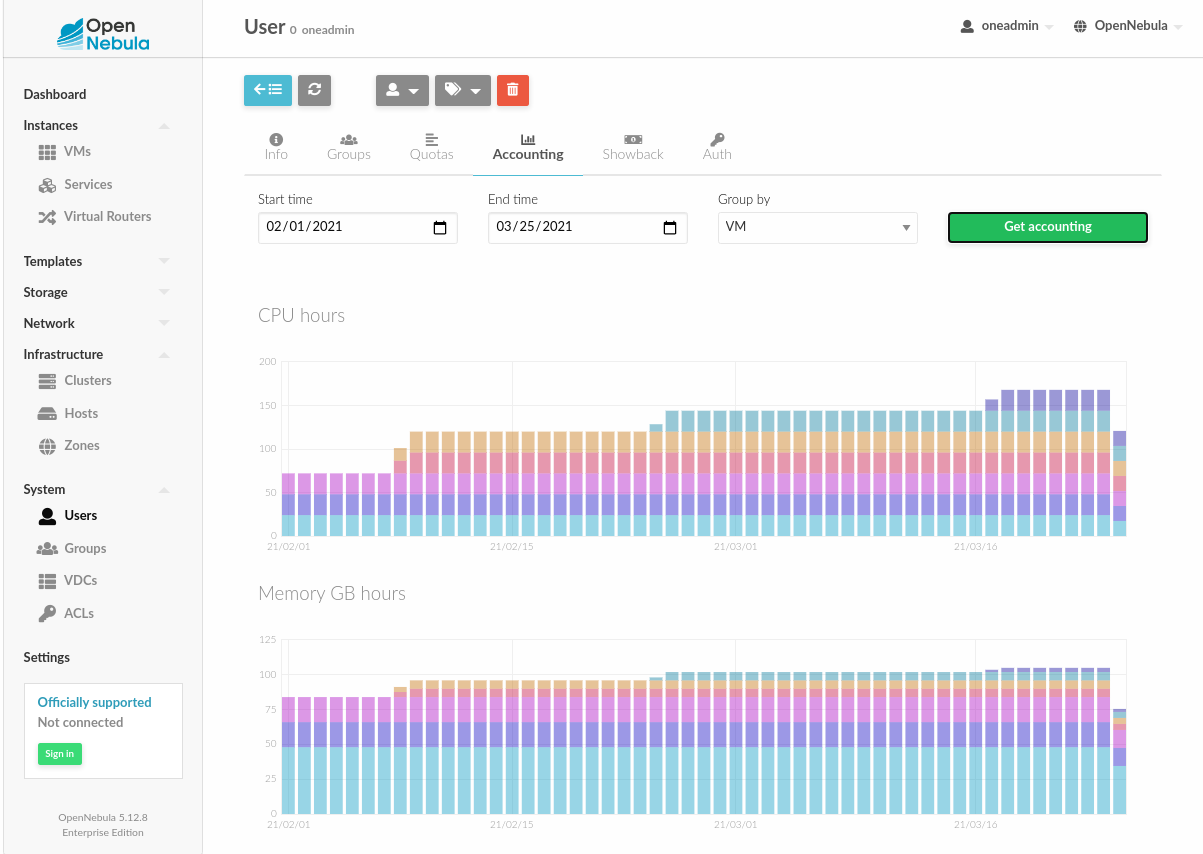 Open
Nebula
User 0 oneadmin
oneadmin
OpenNebula
Dashboard
Instances
VMs
Services
Virtual Routers
Templates
Storage
Network
Infrastructure
Clusters
Hosts
Zones
System
Users
Groups
VDCs
ACLs
Settings
Officially supported
Not connected
Sign in
OpenNebula 5.12.8
Enterprise Edition
Info
Groups
Quotas
Accounting
Showback
Auth
Start time
End time
Group by
02/01/2021
03/25/2021
VM
Get accounting
CPU hours
200
150
100
50
0
21/02/01
21/02/15
21/03/01
21/03/16
Memory GB hours
125
100
75
50
25
0
21/02/01
21/02/15
21/03/01
21/03/16